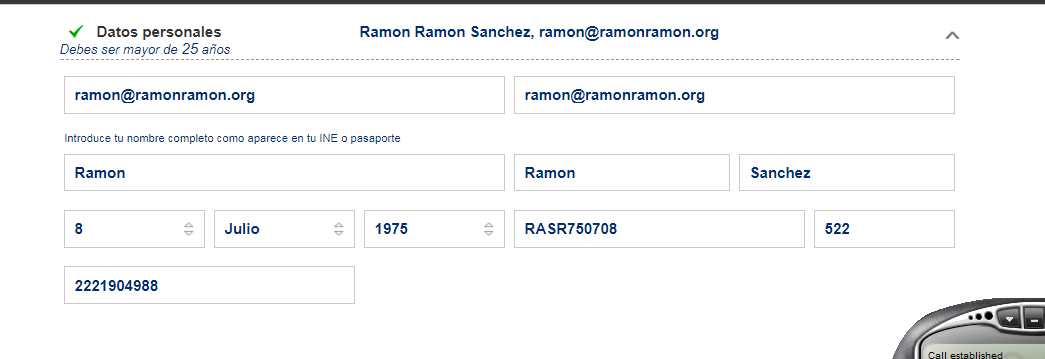 Datos personales Ramon Ramon Sanchez, ramon@ramonramon.org
Debes ser mayor de 25 años
ramon@ramonramon.org ramon@ramonramon.org
Introduce tu nombre completo como aparece en tu INE o pasaporte
Ramon Ramon Sanchez
8 Julio 1975 RASR750708 522
2221904988
Call established